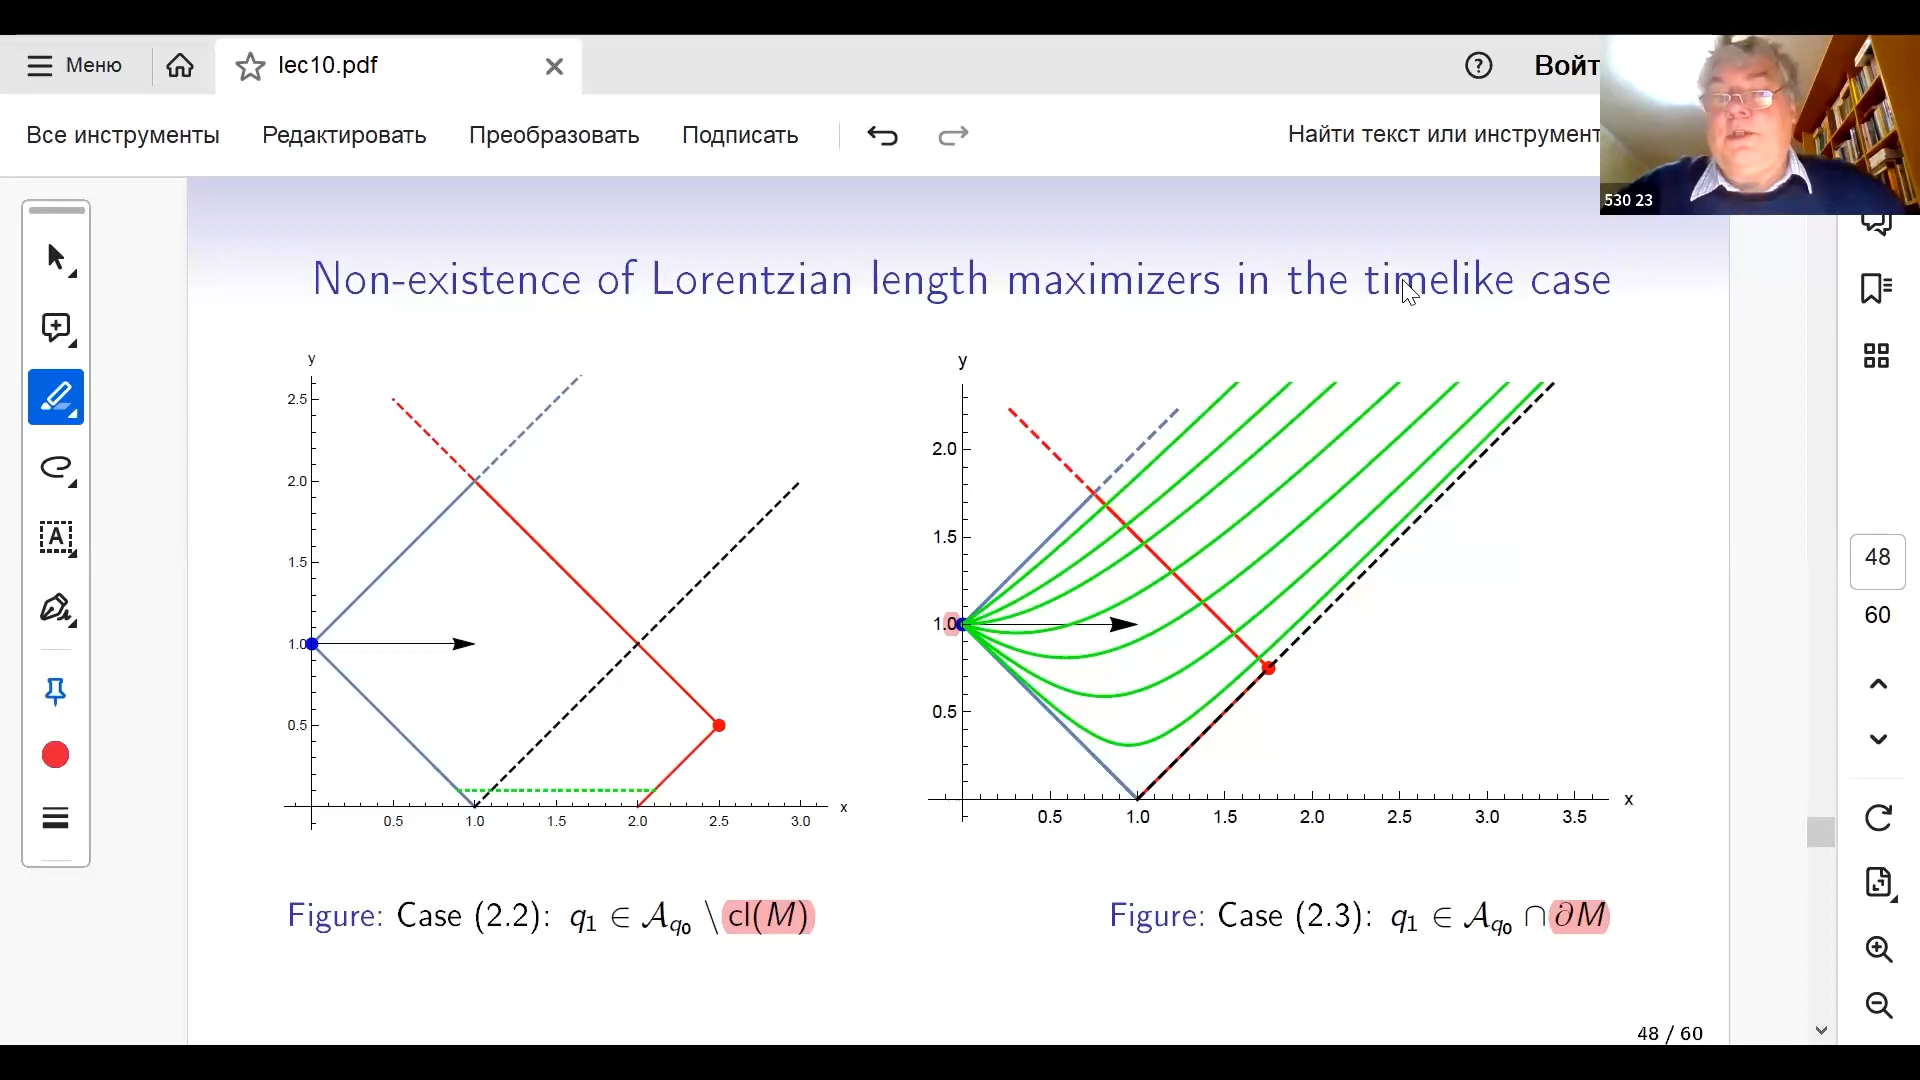 Меню
lec10.pdf
Войт
Все инструменты
Редактировать
Преобразовать
Подписать
Найти текст или инструмент
530 23
Non-existence of Lorentzian length maximizers in the timelike case
y
2.5
2.0
1.5
1.0
0.5
0.5 1.0 1.5 2.0 2.5 3.0
x
y
2.0
1.5
1.0
0.5
0.5 1.0 1.5 2.0 2.5 3.0 3.5
x
Figure: Case (2.2): q₁ ∈ 𝒜_{q₀} \ cl(M)
Figure: Case (2.3): q₁ ∈ 𝒜_{q₀} ∩ ∂M
48 / 60
A
48
60